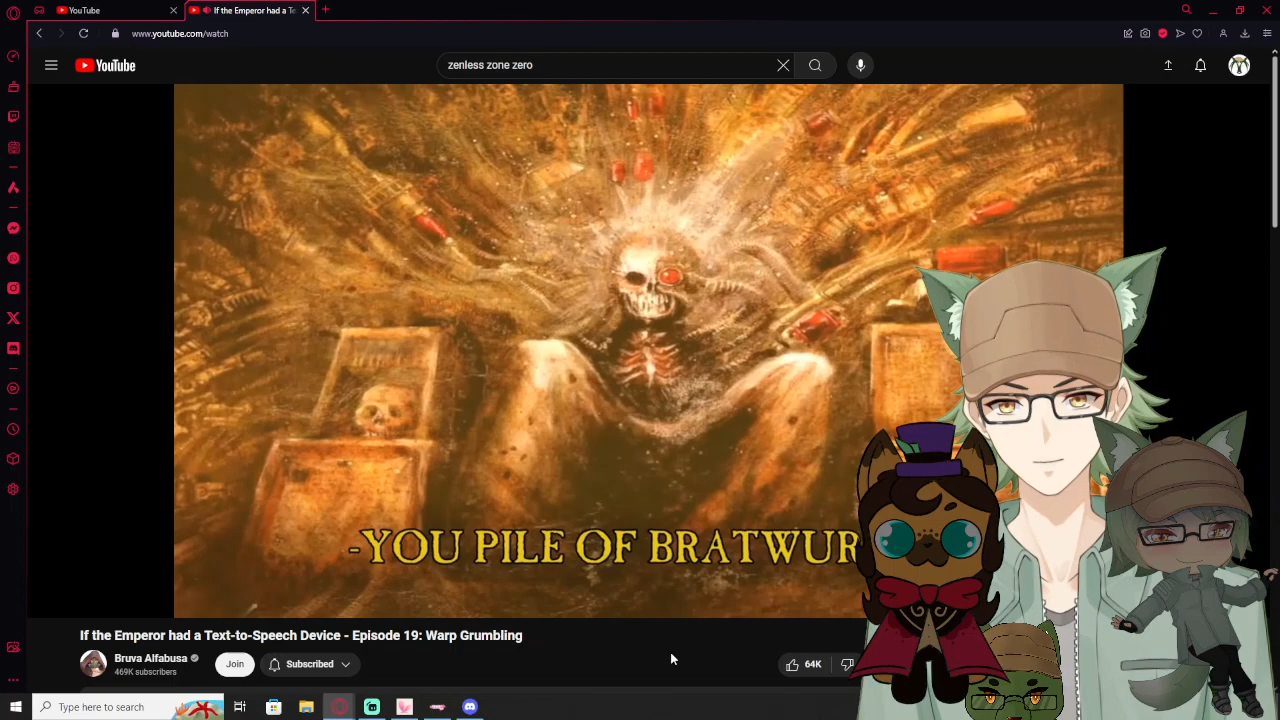 YouTube
If the Emperor had a Te
www.youtube.com/watch
YouTube
zenless zone zero
-YOU PILE OF BRATWUR
If the Emperor had a Text-to-Speech Device - Episode 19: Warp Grumbling
Bruva Alfabusa
469K subscribers
Join
Subscribed
64K
Type here to search